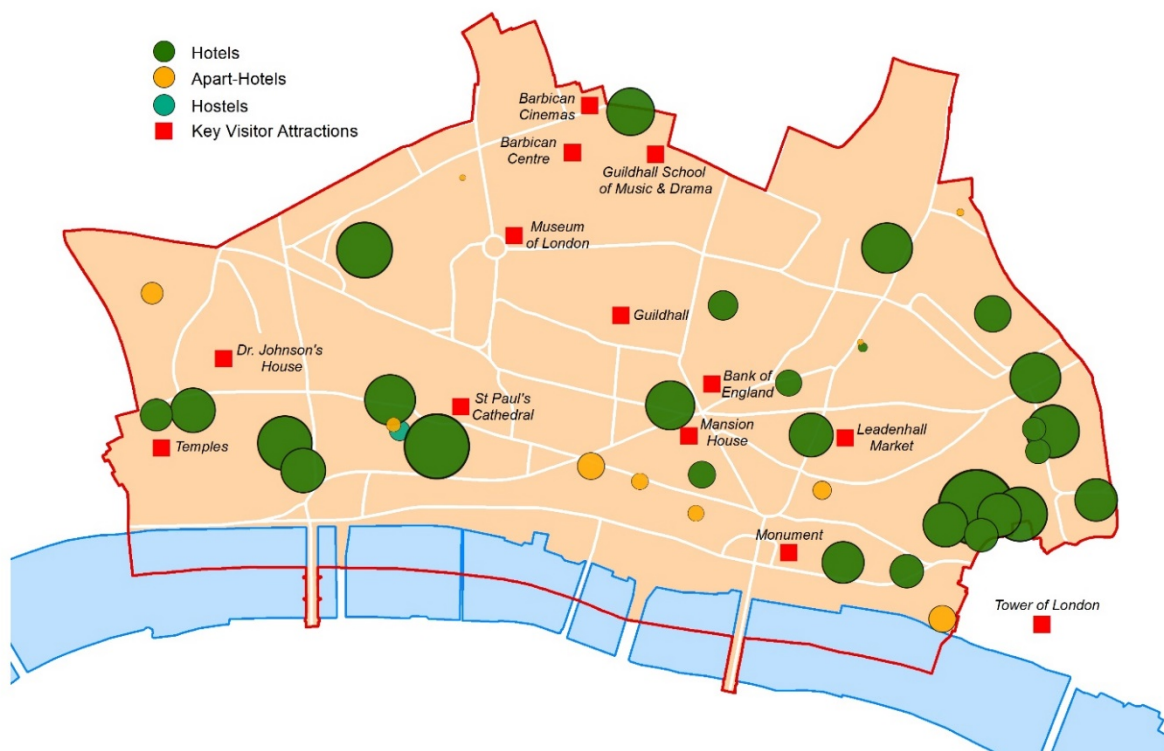 Hotels
Apart-Hotels
Hostels
Key Visitor Attractions
Barbican
Cinemas
Barbican
Centre
Guildhall School
of Music & Drama
Museum
of London
Guildhall
Dr. Johnson's
House
Bank of
England
St Paul's
Cathedral
Temples
Mansion
House
Leadenhall
Market
Monument
Tower of London